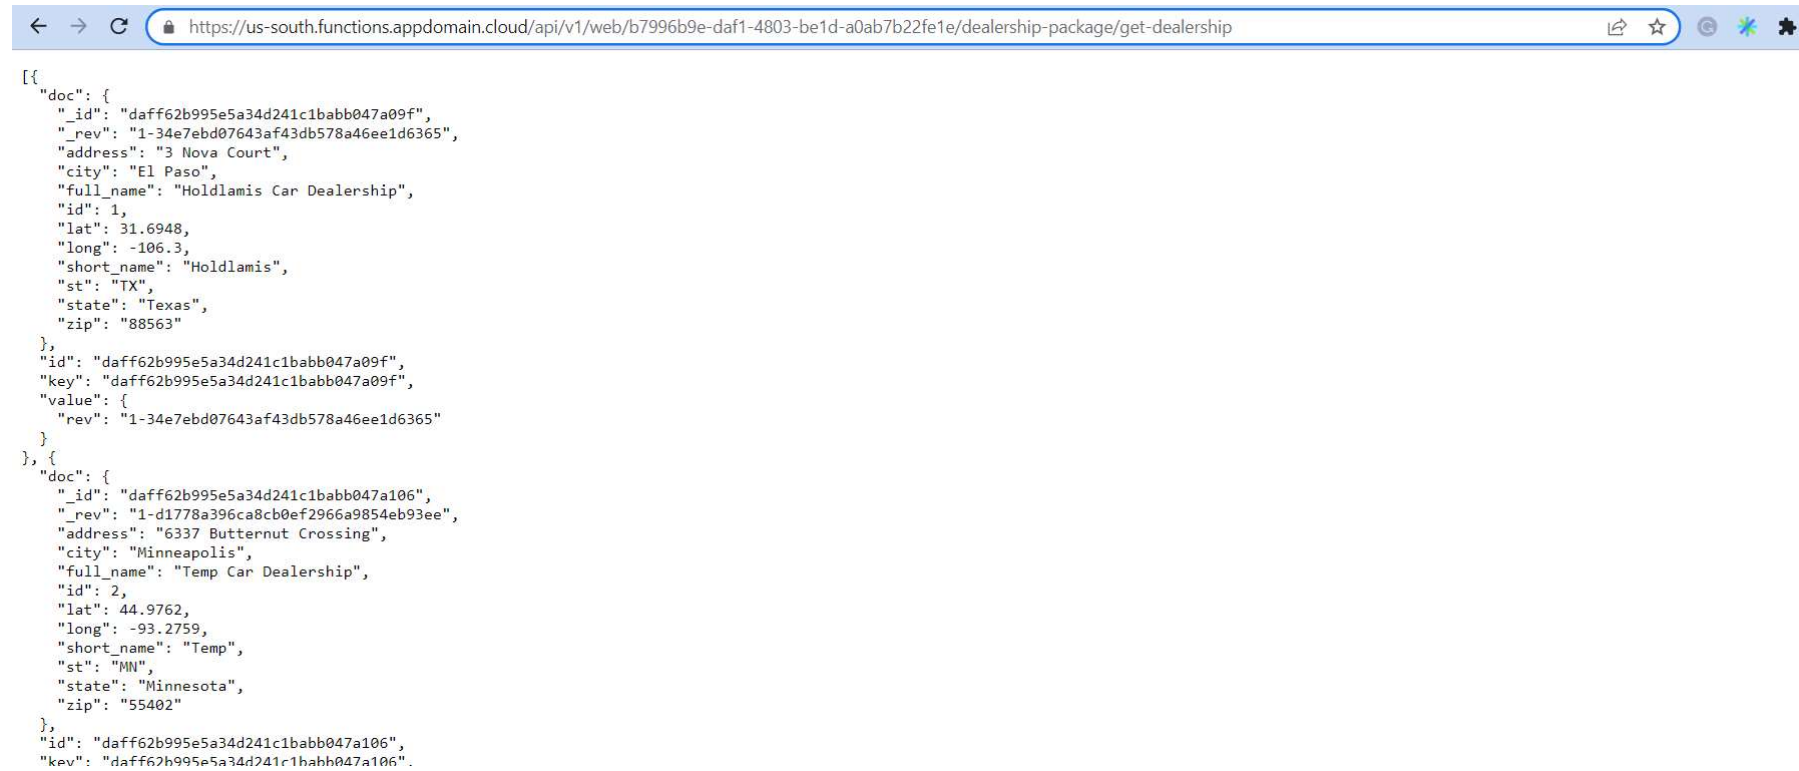 https://us-south.functions.appdomain.cloud/api/v1/web/b7996b9e-daf1-4803-be1d-a0ab7b22fe1e/dealership-package/get-dealership
[{
"doc": {
"_id": "daff62b995e5a34d241c1babb047a09f",
"_rev": "1-34e7ebd07643af43db578a46ee1d6365",
"address": "3 Nova Court",
"city": "El Paso",
"full_name": "Holdlamis Car Dealership",
"id": 1,
"lat": 31.6948,
"long": -106.3,
"short_name": "Holdlamis",
"st": "TX",
"state": "Texas",
"zip": "88563"
},
"id": "daff62b995e5a34d241c1babb047a09f",
"key": "daff62b995e5a34d241c1babb047a09f",
"value": {
"rev": "1-34e7ebd07643af43db578a46ee1d6365"
}
}, {
"doc": {
"_id": "daff62b995e5a34d241c1babb047a106",
"_rev": "1-d1778a396ca8cb0ef2966a9854eb93ee",
"address": "6337 Butternut Crossing",
"city": "Minneapolis",
"full_name": "Temp Car Dealership",
"id": 2,
"lat": 44.9762,
"long": -93.2759,
"short_name": "Temp",
"st": "MN",
"state": "Minnesota",
"zip": "55402"
},
"id": "daff62b995e5a34d241c1babb047a106",
"key": "daff62b995e5a34d241c1babb047a106",